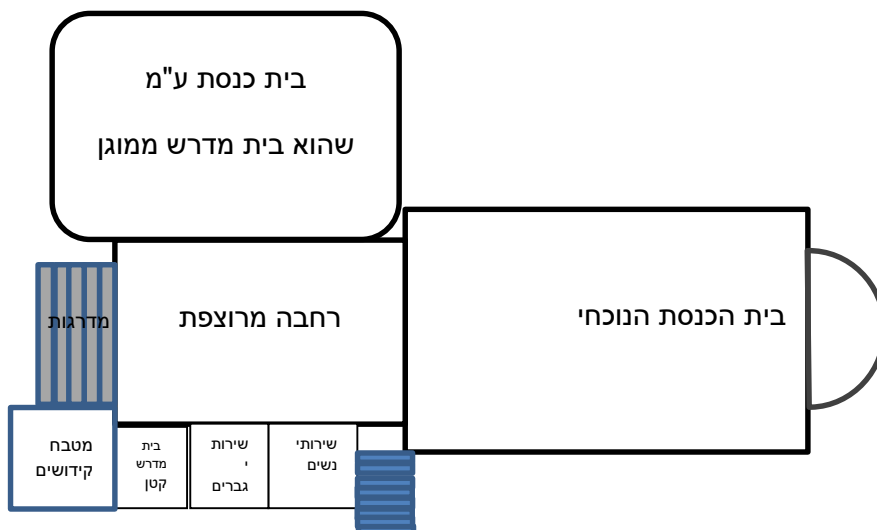 בית כנסת ע"מ
שהוא בית מדרש ממוגן
בית הכנסת הנוכחי
רחבה מרוצפת
מדרגות
שירותי
נשים
שירות
י
גברים
בית
מדרש
קטן
מטבח
קידושים